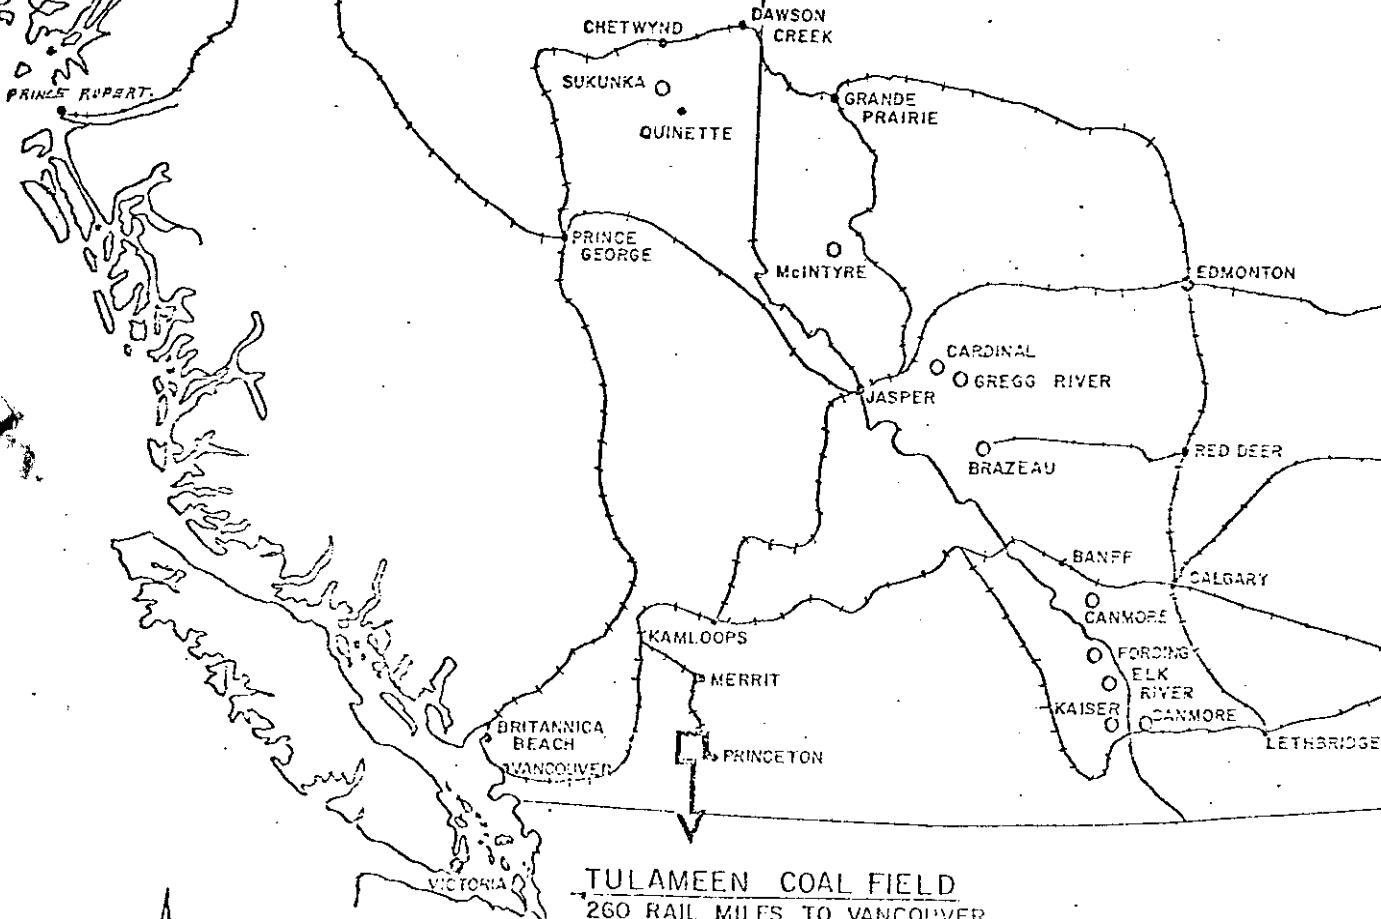 DAWSON
CREEK
CHETWYND
SUKUNKA
QUINETTE
GRANDE
PRAIRIE
PRINCE RUPERT.
PRINCE
GEORGE
McINTYRE
EDMONTON
CARDINAL
GREGG RIVER
JASPER
BRAZEAU
RED DEER
BANFF
CALGARY
CANMORE
KAMLOOPS
FORDING
ELK
RIVER
MERRIT
KAISER
CANMORE
BRITANNICA
BEACH
LETHBRIDGE
PRINCETON
VANCOUVER
VICTORIA
TULAMEEN COAL FIELD
260 RAIL MILES TO VANCOUVER